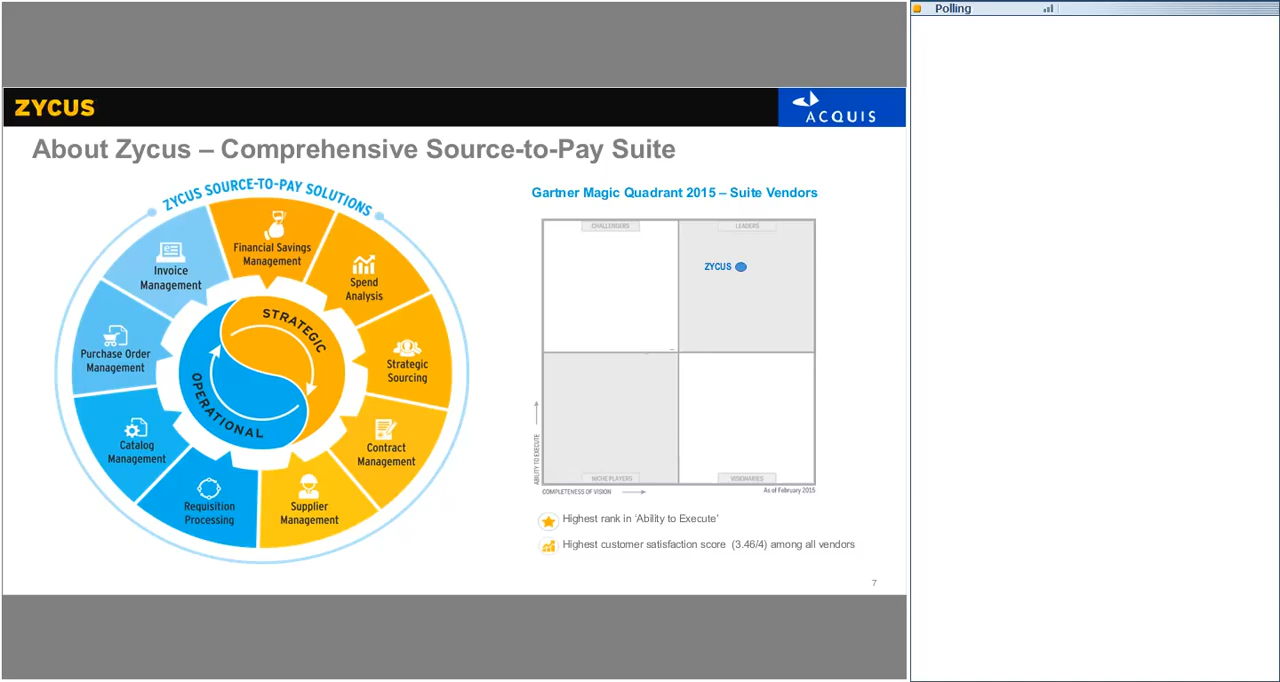 Polling
ZYCUS
ACQUIS
About Zycus – Comprehensive Source-to-Pay Suite
ZYCUS SOURCE-TO-PAY SOLUTIONS
Financial Savings
Management
Spend
Analysis
Strategic
Sourcing
Contract
Management
Supplier
Management
Requisition
Processing
Catalog
Management
Purchase Order
Management
Invoice
Management
STRATEGIC
OPERATIONAL
Gartner Magic Quadrant 2015 – Suite Vendors
CHALLENGERS
LEADERS
ZYCUS
ABILITY TO EXECUTE
NICHE PLAYERS
VISIONARIES
COMPLETENESS OF VISION
As of February 2015
Highest rank in ‘Ability to Execute’
Highest customer satisfaction score (3.46/4) among all vendors
7